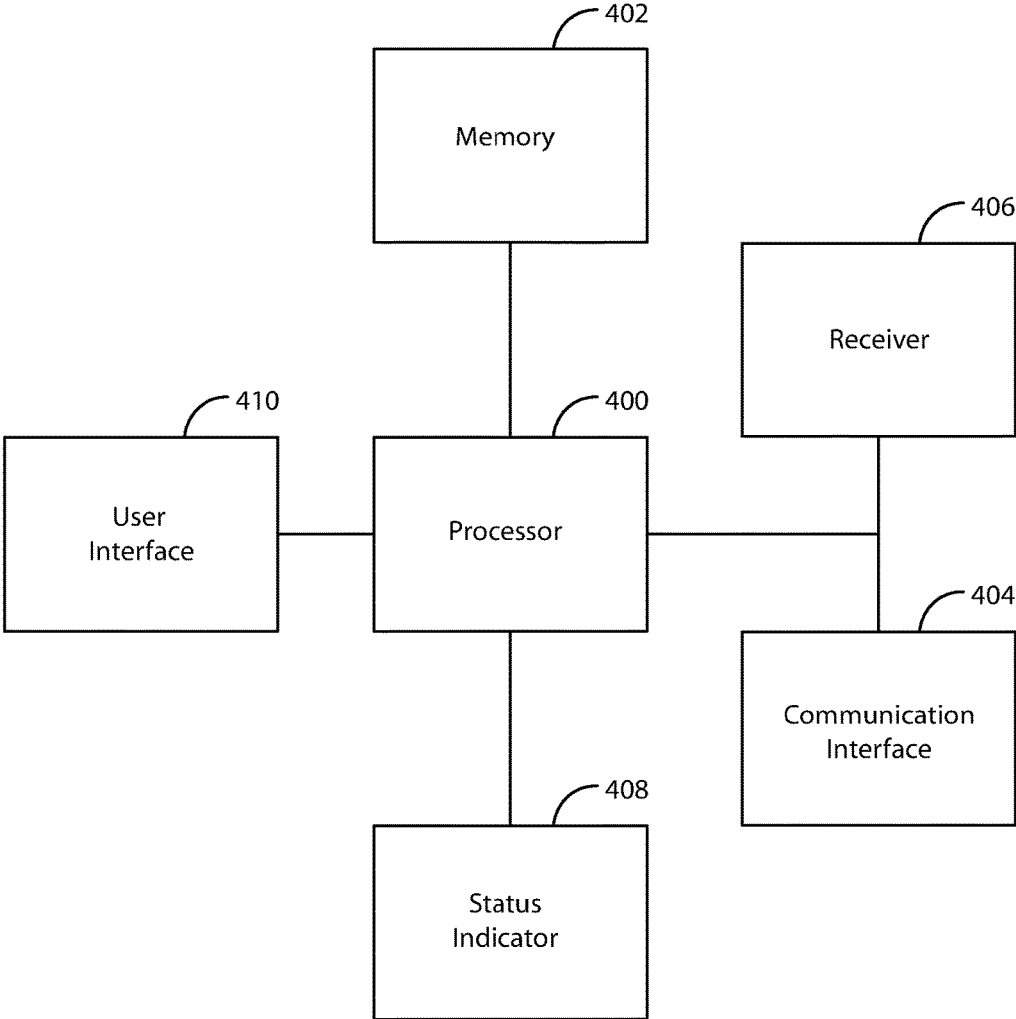 402
Memory
406
Receiver
410
400
User
Interface
Processor
404
Communication
Interface
408
Status
Indicator